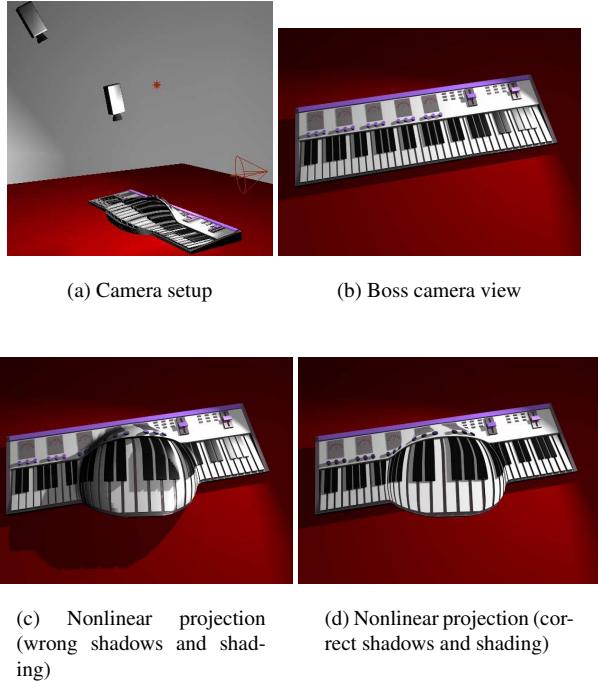 (a) Camera setup
(b) Boss camera view
(c) Nonlinear projection
(wrong shadows and shad-
ing)
(d) Nonlinear projection (cor-
rect shadows and shading)